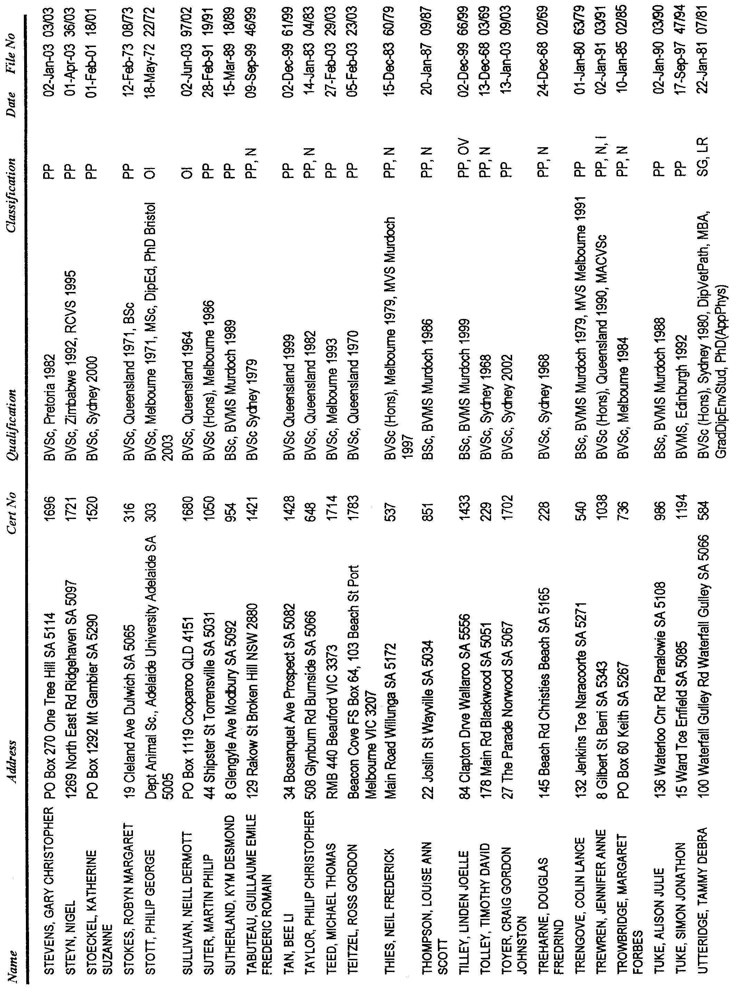 Name Address Cert No Qualification Classification Date File No
STEVENS, GARY CHRISTOPHER PO Box 270 One Tree Hill SA 5114 1696 BVSc, Pretoria 1982 PP 02-Jan-03 03/03
STEYN, NIGEL 1269 North East Rd Ridgehaven SA 5097 1721 BVSc, Zimbabwe 1992, RCVS 1995 PP 01-Apr-03 36/03
STOECKEL, KATHERINE PO Box 1292 Mt Gambier SA 5290 1520 BVSc, Sydney 2000 PP 01-Feb-01 18/01
SUZANNE
STOKES, ROBYN MARGARET 19 Cleland Ave Dulwich SA 5065 316 BVSc, Queensland 1971, BSc PP 12-Feb-73 08/73
STOTT, PHILIP GEORGE Dept Animal Sc., Adelaide University Adelaide SA 303 BVSc, Melbourne 1971, MSc, DipEd, PhD Bristol OI 18-May-72 22/72
5005 2003
SULLIVAN, NEILL DERMOTT PO Box 1119 Cooparoo QLD 4151 1680 BVSc, Queensland 1964 OI 02-Jun-03 97/02
SUTER, MARTIN PHILIP 44 Shipster St Torrensville SA 5031 1050 BVSc (Hons), Melbourne 1986 PP 28-Feb-91 19/91
SUTHERLAND, KYM DESMOND 8 Glengyle Ave Modbury SA 5092 954 BSc, BVMS Murdoch 1989 PP 15-Mar-89 18/89
TABUTEAU, GUILLAUME EMILE 129 Rakow St Broken Hill NSW 2880 1421 BVSc Sydney 1979 PP, N 09-Sep-99 46/99
FREDERIC ROMAIN
TAN, BEE LI 34 Bosanquet Ave Prospect SA 5082 1428 BVSc Queensland 1999 PP 02-Dec-99 61/99
TAYLOR, PHILIP CHRISTOPHER 508 Glynburn Rd Burnside SA 5066 648 BVSc, Queensland 1982 PP, N 14-Jan-83 04/83
TEED, MICHAEL THOMAS RMB 440 Beauford VIC 3373 1714 BVSc, Melbourne 1993 PP 27-Feb-03 29/03
TEITZEL, ROSS GORDON Beacon Cove FS Box 64, 103 Beach St Port 1783 BVSc, Queensland 1970 PP 05-Feb-03 23/03
Melbourne VIC 3207
THIES, NEIL FREDERICK Main Road Willunga SA 5172 537 BVSc (Hons), Melbourne 1979, MVS Murdoch PP, N 15-Dec-83 60/79
1997
THOMPSON, LOUISE ANN 22 Joslin St Wayville SA 5034 851 BSc, BVMS Murdoch 1986 PP, N 20-Jan-87 09/87
SCOTT
TILLEY, LINDEN JOELLE 84 Clapton Drve Wallaroo SA 5556 1433 BSc, BVMS Murdoch 1999 PP, OV 02-Dec-99 66/99
TOLLEY, TIMOTHY DAVID 178 Main Rd Blackwood SA 5051 229 BVSc, Sydney 1968 PP, N 13-Dec-68 03/69
TOYER, CRAIG GORDON 27 The Parade Norwood SA 5067 1702 BVSc, Sydney 2002 PP 13-Jan-03 09/03
JOHNSTON
TREHARNE, DOUGLAS 145 Beach Rd Christies Beach SA 5165 228 BVSc, Sydney 1968 PP, N 24-Dec-68 02/69
FREDRIND
TRENGOVE, COLIN LANCE 132 Jenkins Tce Naracoorte SA 5271 540 BSc, BVMS Murdoch 1979, MVS Melbourne 1991 PP 01-Jan-80 63/79
TREWREN, JENNIFER ANNE 8 Gilbert St Berri SA 5343 1038 BVSc (Hons), Queensland 1990, MACVSc PP, N, I 02-Jan-91 03/91
TROWBRIDGE, MARGARET PO Box 60 Keith SA 5267 736 BVSc, Melbourne 1984 PP, N 10-Jan-85 02/85
FORBES
TUKE, ALISON JULIE 136 Waterloo Cnr Rd Paralowie SA 5108 986 BSc, BVMS Murdoch 1988 PP 02-Jan-90 03/90
TUKE, SIMON JONATHON 15 Ward Tce Enfield SA 5085 1194 BVMS, Edinburgh 1992 PP 17-Sep-97 47/94
UTTERIDGE, TAMMY DEBRA 100 Waterfall Gulley Rd Waterfall Gulley SA 5066 584 BVSc (Hons), Sydney 1980, DipVetPath, MBA, SG, LR 22-Jan-81 07/81
GradDipEnvStud, PhD(AppPhys)